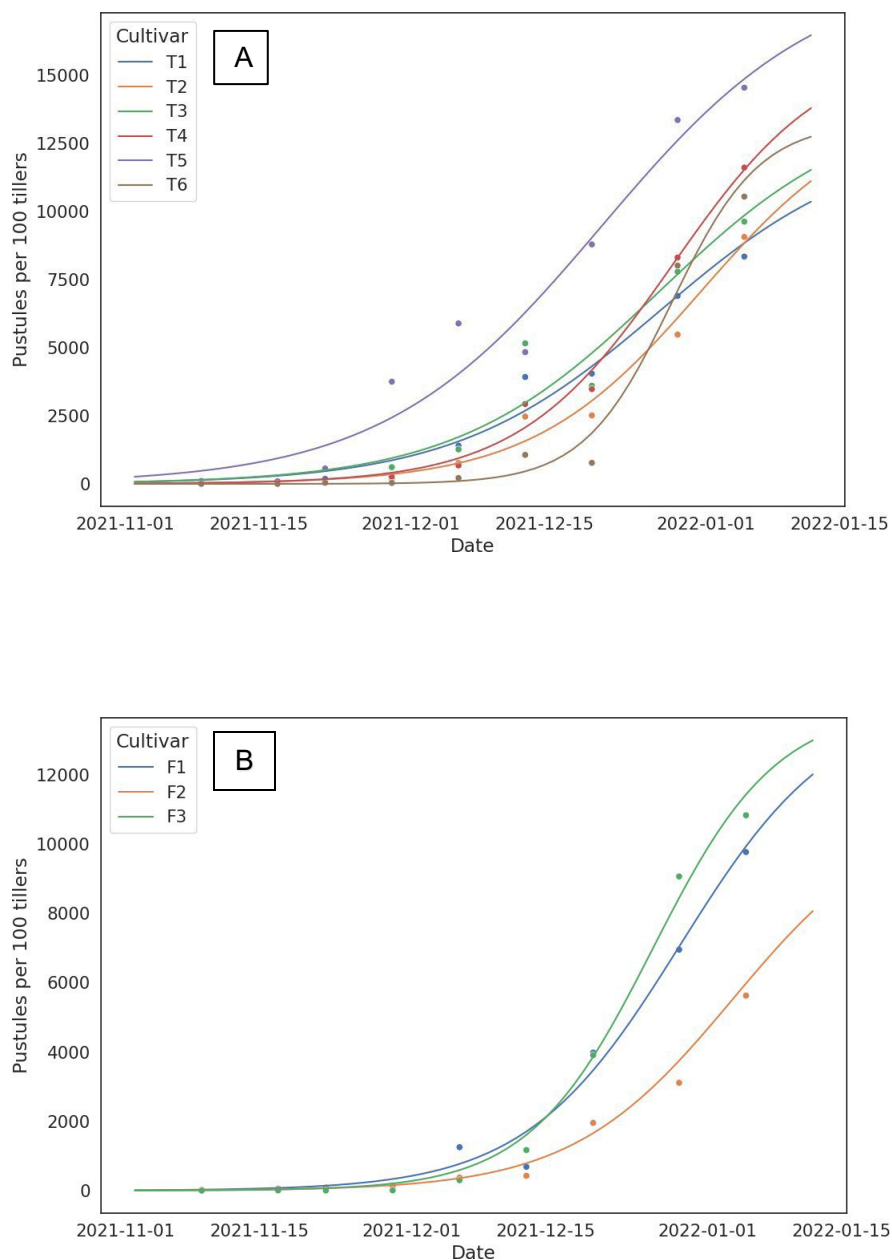 Cultivar
T1
T2
T3
T4
T5
T6
A
Pustules per 100 tillers
15000
12500
10000
7500
5000
2500
0
2021-11-01 2021-11-15 2021-12-01 2021-12-15 2022-01-01 2022-01-15
Date
Cultivar
F1
F2
F3
B
Pustules per 100 tillers
12000
10000
8000
6000
4000
2000
0
2021-11-01 2021-11-15 2021-12-01 2021-12-15 2022-01-01 2022-01-15
Date